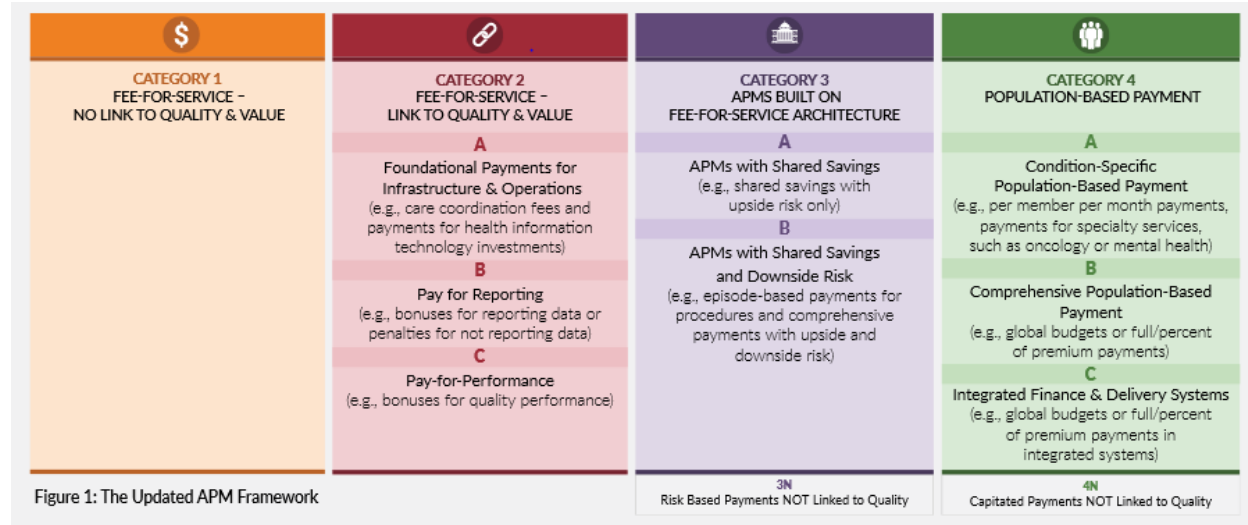 $
CATEGORY 1
FEE-FOR-SERVICE –
NO LINK TO QUALITY & VALUE
CATEGORY 2
FEE-FOR-SERVICE –
LINK TO QUALITY & VALUE
A
Foundational Payments for
Infrastructure & Operations
(e.g., care coordination fees and
payments for health information
technology investments)
B
Pay for Reporting
(e.g., bonuses for reporting data or
penalties for not reporting data)
C
Pay-for-Performance
(e.g., bonuses for quality performance)
CATEGORY 3
APMS BUILT ON
FEE-FOR-SERVICE ARCHITECTURE
A
APMs with Shared Savings
(e.g., shared savings with
upside risk only)
B
APMs with Shared Savings
and Downside Risk
(e.g., episode-based payments for
procedures and comprehensive
payments with upside and
downside risk)
3N
Risk Based Payments NOT Linked to Quality
CATEGORY 4
POPULATION-BASED PAYMENT
A
Condition-Specific
Population-Based Payment
(e.g., per member per month payments,
payments for specialty services,
such as oncology or mental health)
B
Comprehensive Population-Based
Payment
(e.g., global budgets or full/percent
of premium payments)
C
Integrated Finance & Delivery Systems
(e.g., global budgets or full/percent
of premium payments in
integrated systems)
4N
Capitated Payments NOT Linked to Quality
Figure 1: The Updated APM Framework